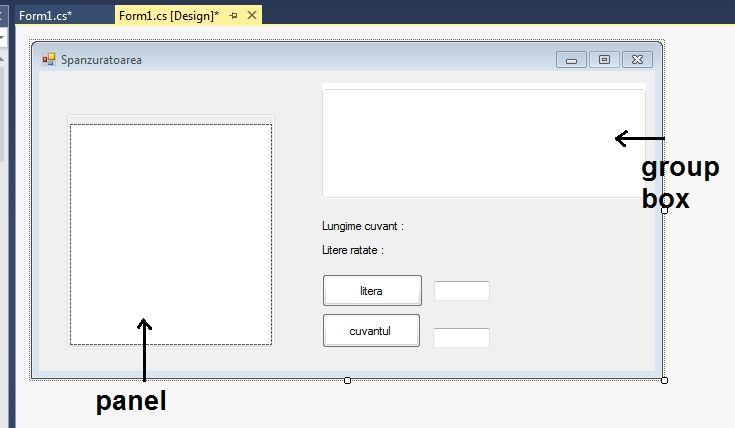 Form1.cs*
Form1.cs [Design]*
Spanzuratoarea
group
box
Lungime cuvant :
Litere ratate :
litera
cuvantul
panel